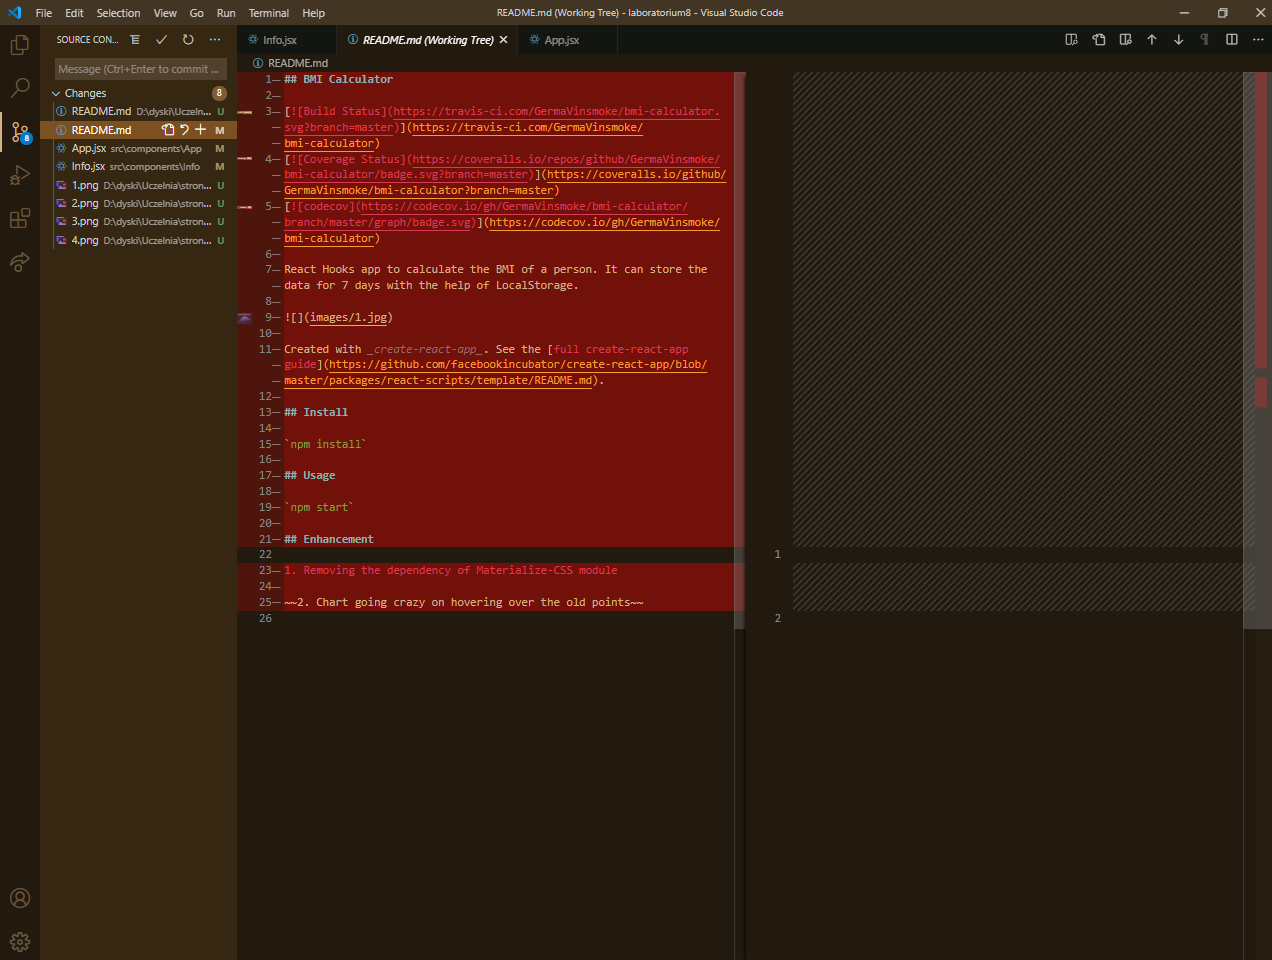 File Edit Selection View Go Run Terminal Help
README.md (Working Tree) - laboratorium8 - Visual Studio Code
SOURCE CON...
Message (Ctrl+Enter to commit ...
Changes 8
README.md D:\dyski\Uczeln... U
README.md M
App.jsx src\components\App M
Info.jsx src\components\Info M
1.png D:\dyski\Uczelnia\stron... U
2.png D:\dyski\Uczelnia\stron... U
3.png D:\dyski\Uczelnia\stron... U
4.png D:\dyski\Uczelnia\stron... U
8
Info.jsx README.md (Working Tree) App.jsx
README.md
1— ## BMI Calculator
2—
3— [![Build Status](https://travis-ci.com/GermaVinsmoke/bmi-calculator.
— svg?branch=master)](https://travis-ci.com/GermaVinsmoke/
— bmi-calculator)
4— [![Coverage Status](https://coveralls.io/repos/github/GermaVinsmoke/
— bmi-calculator/badge.svg?branch=master)](https://coveralls.io/github/
— GermaVinsmoke/bmi-calculator?branch=master)
5— [![codecov](https://codecov.io/gh/GermaVinsmoke/bmi-calculator/
— branch/master/graph/badge.svg)](https://codecov.io/gh/GermaVinsmoke/
— bmi-calculator)
6—
7— React Hooks app to calculate the BMI of a person. It can store the
— data for 7 days with the help of LocalStorage.
8—
9— ![](images/1.jpg)
10—
11— Created with _create-react-app_. See the [full create-react-app
— guide](https://github.com/facebookincubator/create-react-app/blob/
— master/packages/react-scripts/template/README.md).
12—
13— ## Install
14—
15— `npm install`
16—
17— ## Usage
18—
19— `npm start`
20—
21— ## Enhancement
22
23— 1. Removing the dependency of Materialize-CSS module
24—
25— ~~2. Chart going crazy on hovering over the old points~~
26
1
2